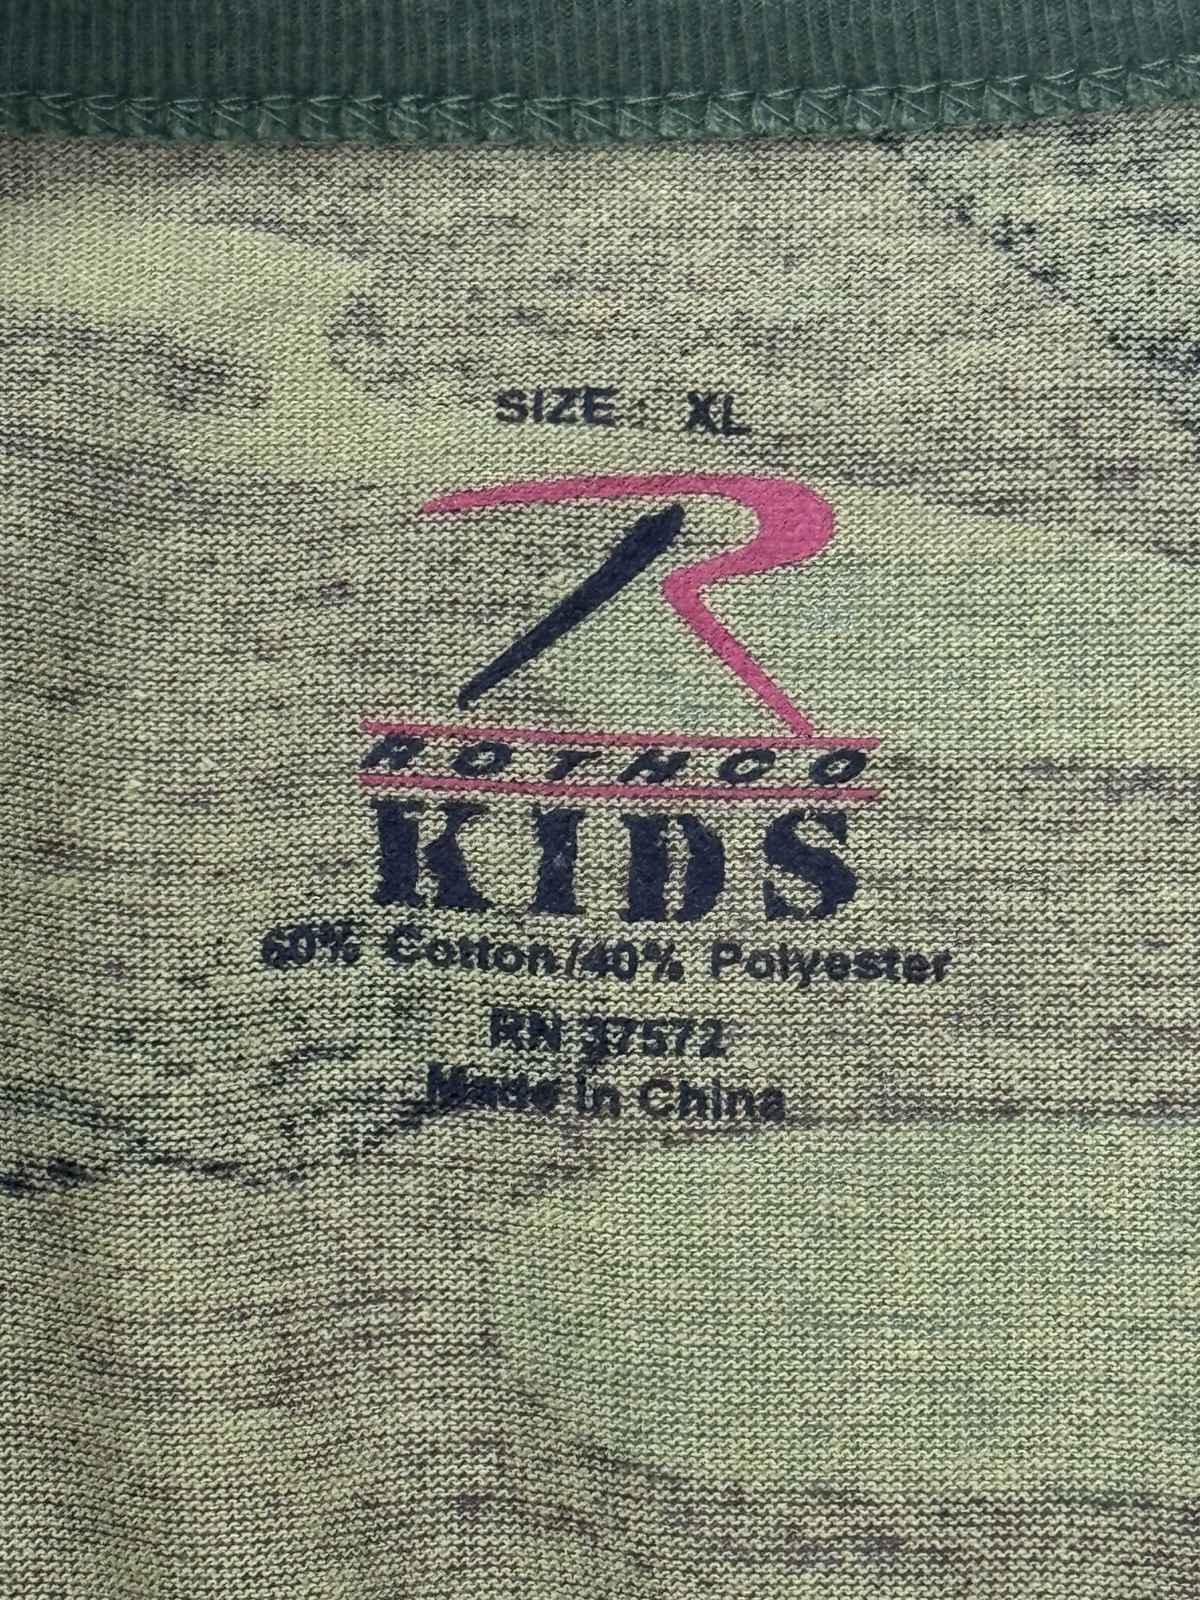 SIZE: XL
R
ROTHCO
KIDS
60% Cotton/40% Polyester
RN 37572
Made in China